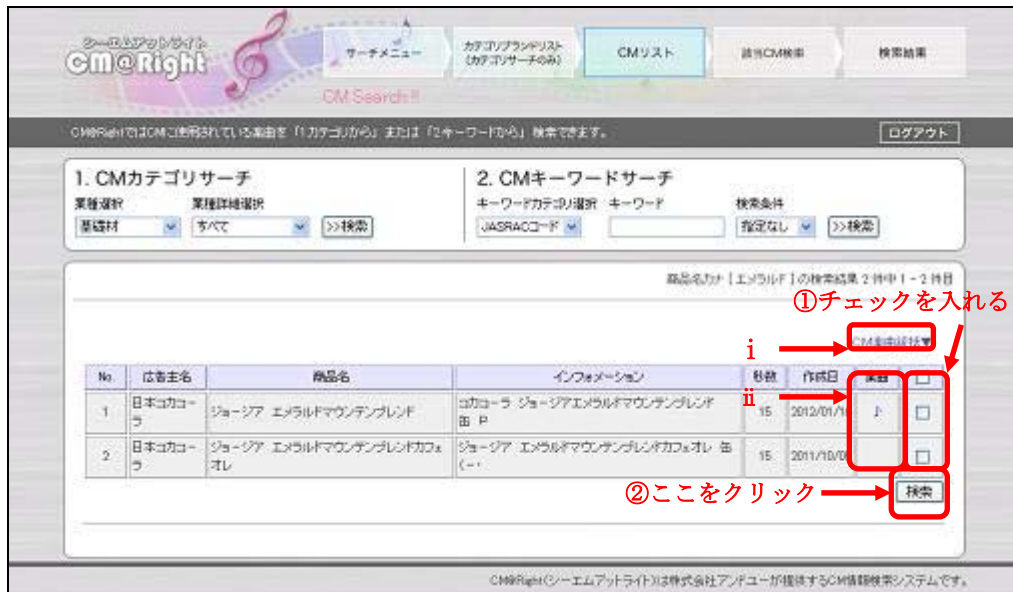 シーエムアットライト
CM@Right
サーチメニュー
カテゴリブランドリスト
(カテゴリサーチのみ)
CMリスト
該当CM検索
検索結果
CM Search!!
CM@RightではCMに使用されている楽曲を「1カテゴリから」または「2キーワードから」検索できます。
ログアウト
1. CMカテゴリサーチ
業種選択 業種詳細選択
基礎材 すべて >>検索
2. CMキーワードサーチ
キーワードカテゴリ選択 キーワード 検索条件
JASRACコード 指定なし >>検索
商品名カナ [ エメラルド ] の検索結果 2 件中 1 - 2 件目
①チェックを入れる
ⅰ
No. 広告主名 商品名 インフォメーション 秒数 作成日
ⅱ
1 日本コカコーラ ジョージア エメラルドマウンテンブレンド コカコーラ ジョージアエメラルドマウンテンブレンド 缶 P 15 2012/01/1 ♪
2 日本コカコーラ ジョージア エメラルドマウンテンブレンドカフェオレ ジョージア エメラルドマウンテンブレンドカフェオレ 缶 (-・ 15 2011/10/0
②ここをクリック
検索
CM@Right(シーエムアットライト)は株式会社アンドユーが提供するCM情報検索システムです。